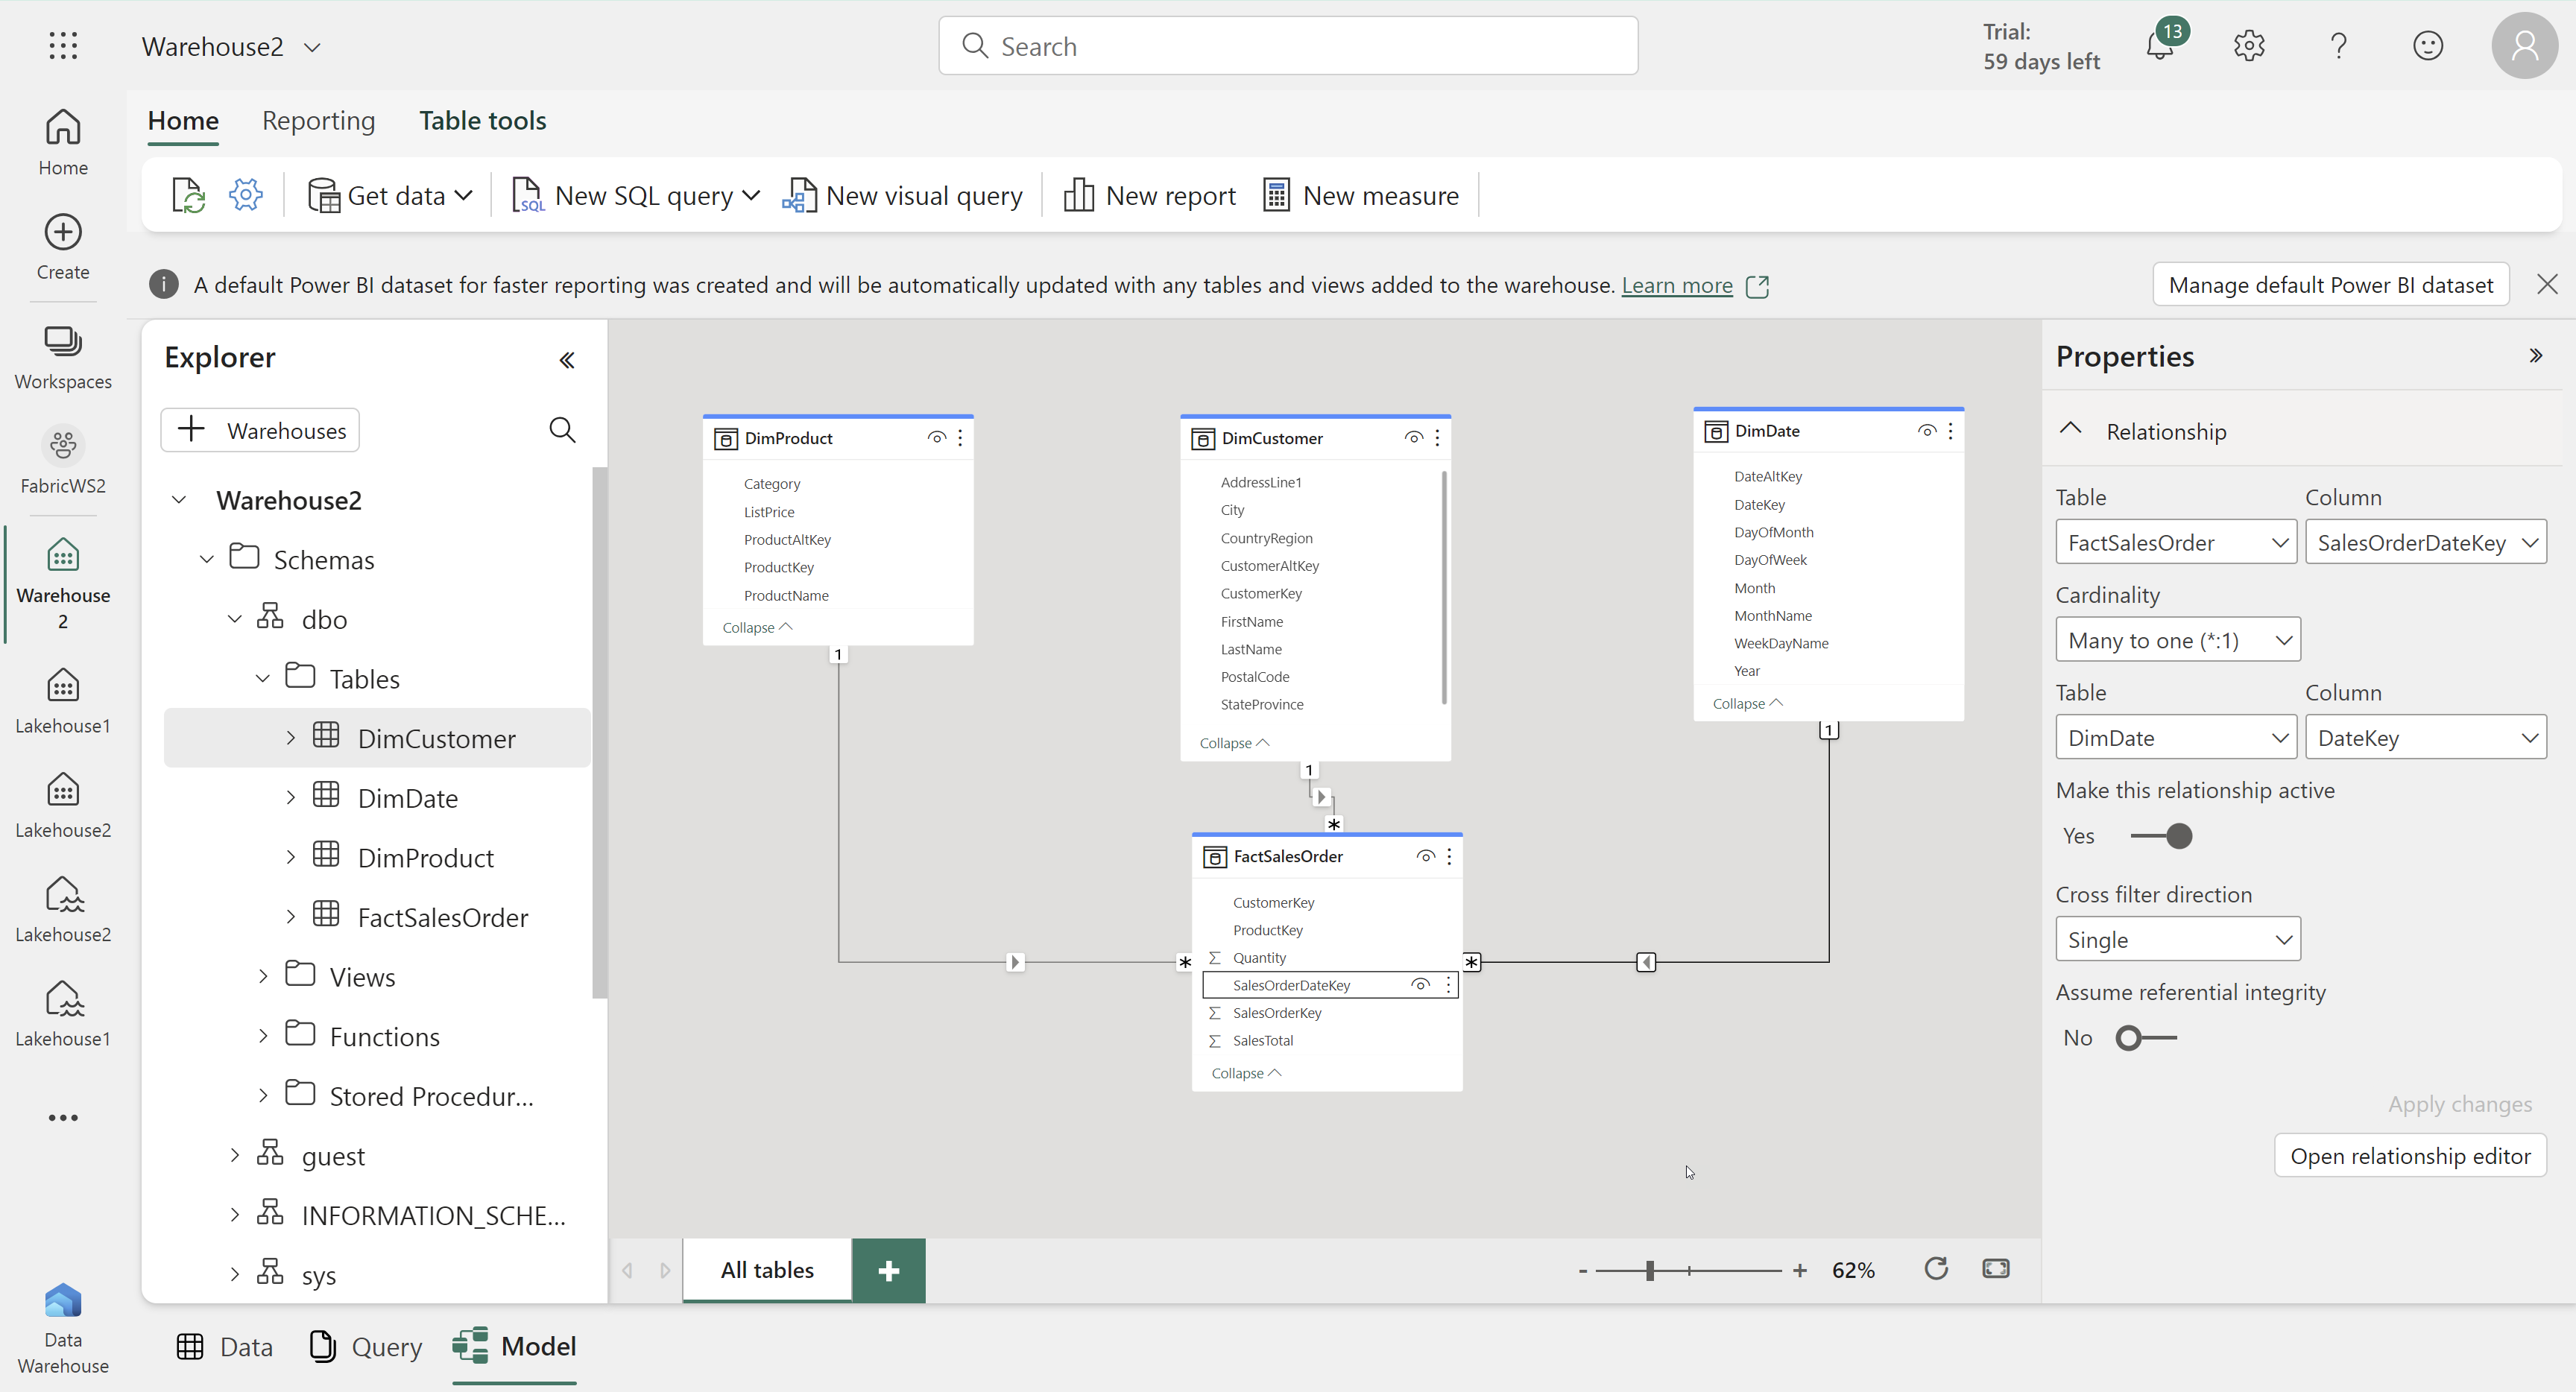 Warehouse2
Search
Trial:
59 days left
13
Home
Reporting
Table tools
Get data
SQL
New SQL query
New visual query
New report
New measure
A default Power BI dataset for faster reporting was created and will be automatically updated with any tables and views added to the warehouse. Learn more
Manage default Power BI dataset
Home
Create
Workspaces
FabricWS2
Warehouse
2
Lakehouse1
Lakehouse2
Lakehouse2
Lakehouse1
Data
Warehouse
Explorer
Warehouses
Warehouse2
Schemas
dbo
Tables
DimCustomer
DimDate
DimProduct
FactSalesOrder
Views
Functions
Stored Procedur...
guest
INFORMATION_SCHE...
sys
DimProduct
Category
ListPrice
ProductAltKey
ProductKey
ProductName
Collapse
1
DimCustomer
AddressLine1
City
CountryRegion
CustomerAltKey
CustomerKey
FirstName
LastName
PostalCode
StateProvince
Collapse
1
*
DimDate
DateAltKey
DateKey
DayOfMonth
DayOfWeek
Month
MonthName
WeekDayName
Year
Collapse
1
FactSalesOrder
CustomerKey
ProductKey
* Σ Quantity *
SalesOrderDateKey
Σ SalesOrderKey
Σ SalesTotal
Collapse
All tables
+
- + 62%
Properties
Relationship
Table Column
FactSalesOrder SalesOrderDateKey
Cardinality
Many to one (*:1)
Table Column
DimDate DateKey
Make this relationship active
Yes
Cross filter direction
Single
Assume referential integrity
No
Apply changes
Open relationship editor
Data
Query
Model